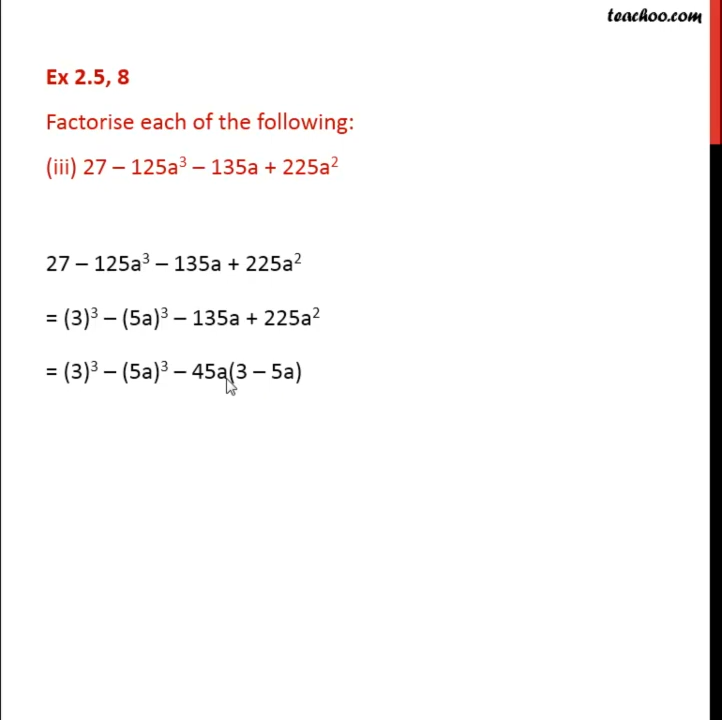 teachoo.com
Ex 2.5, 8
Factorise each of the following:
(iii) 27 – 125a³ – 135a + 225a²
27 – 125a³ – 135a + 225a²
= (3)³ – (5a)³ – 135a + 225a²
= (3)³ – (5a)³ – 45a(3 – 5a)